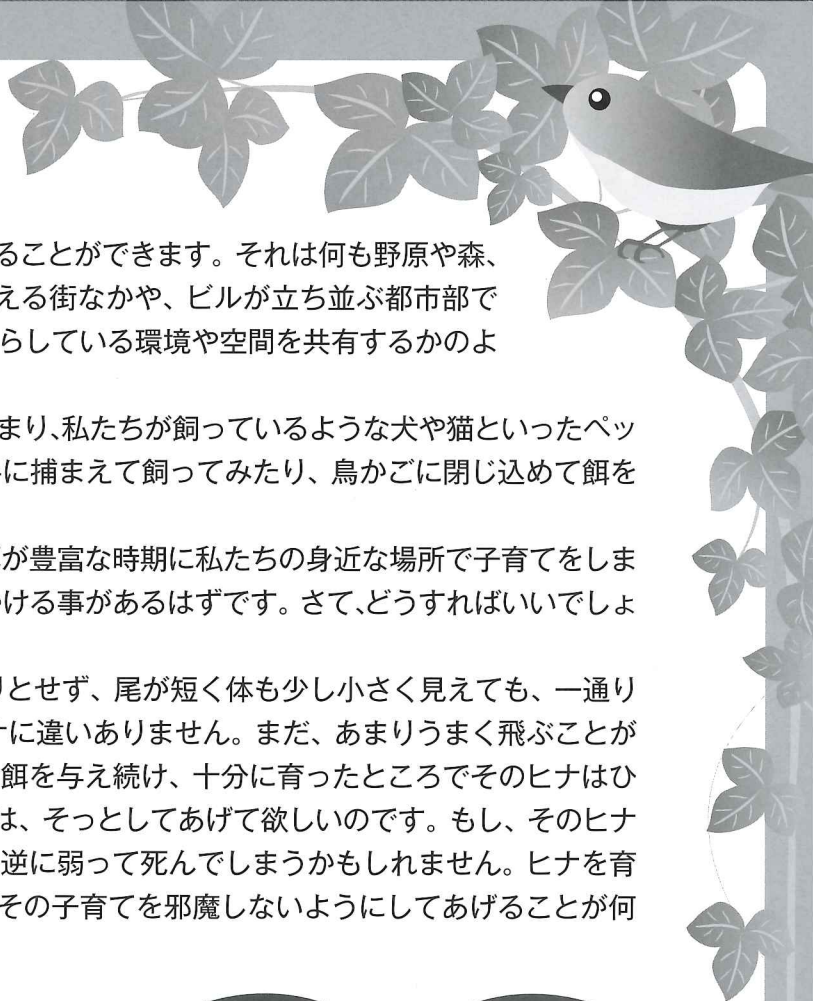 ることができます。それは何も野原や森、
える街なかや、ビルが立ち並ぶ都市部で
らしている環境や空間を共有するかのよ
まり、私たちが飼っているような犬や猫といったペッ
に捕まえて飼ってみたり、鳥かごに閉じ込めて餌を
が豊富な時期に私たちの身近な場所で子育てをしま
ける事があるはずです。さて、どうすればいいでしょ
りとせず、尾が短く体も少し小さく見えても、一通り
に違いありません。まだ、あまりうまく飛ぶことが
餌を与え続け、十分に育ったところでそのヒナはひ
は、そっとしてあげて欲しいのです。もし、そのヒナ
逆に弱って死んでしまうかもしれません。ヒナを育
その子育てを邪魔しないようにしてあげることが何